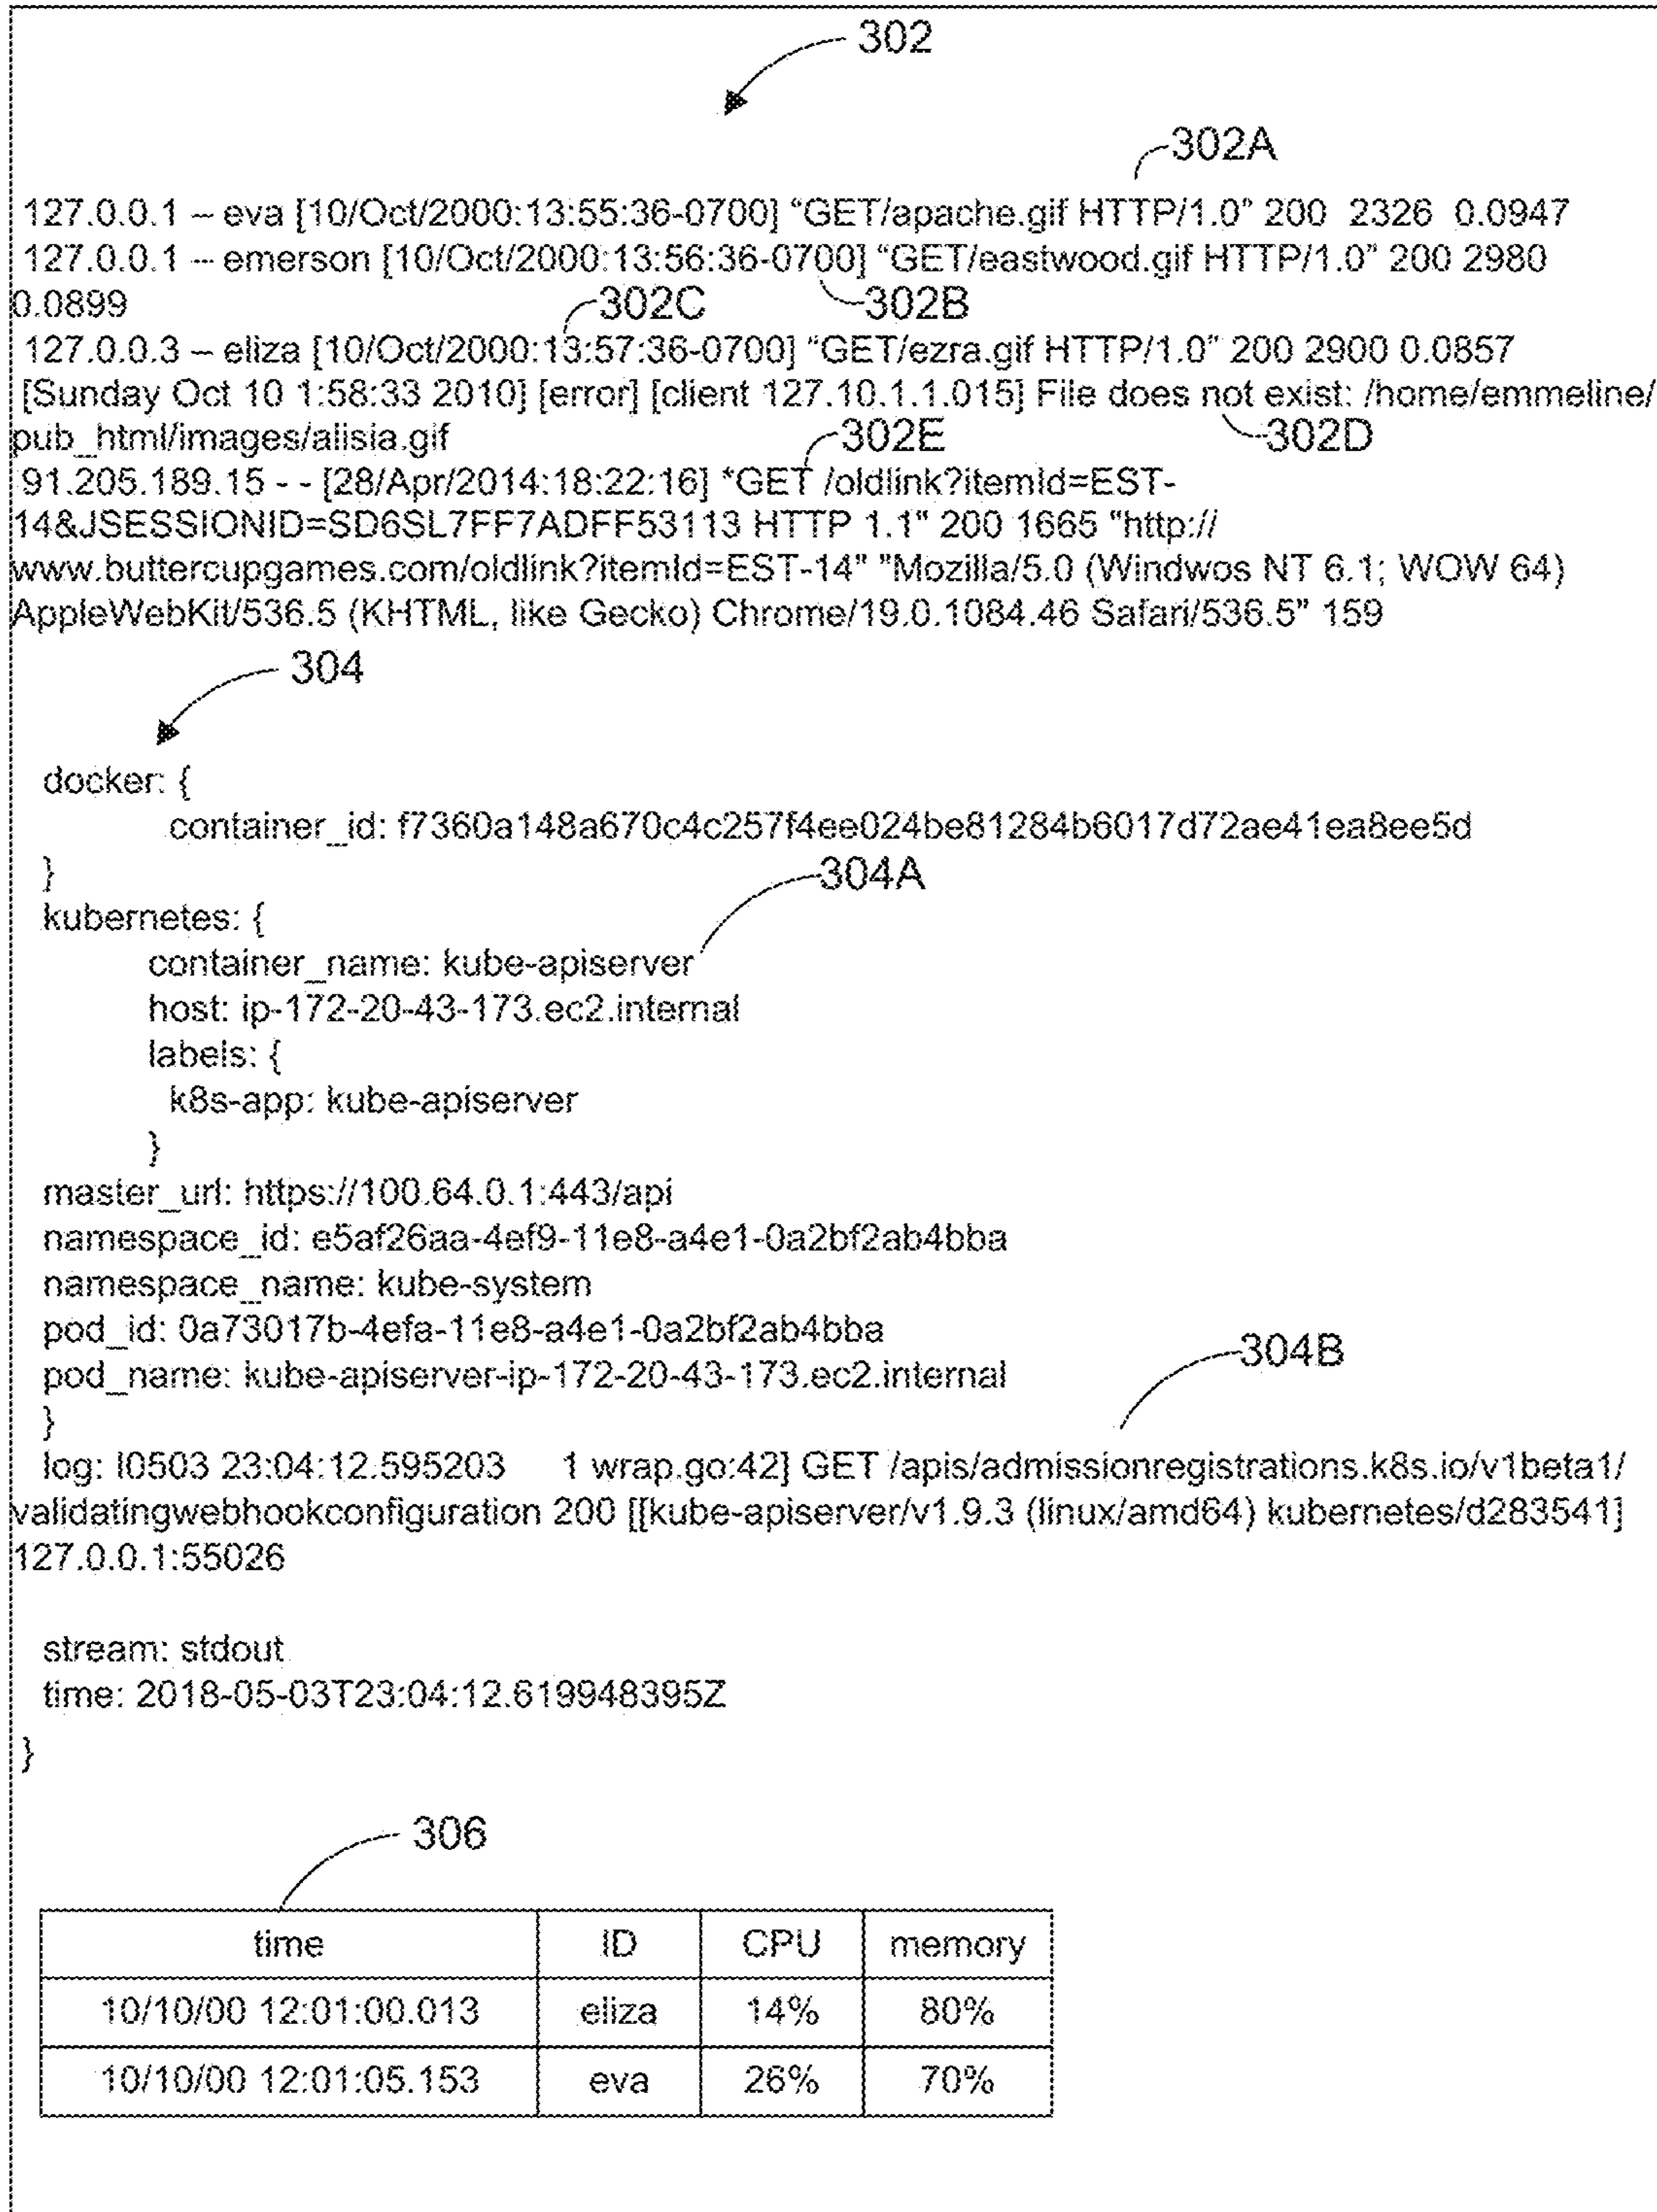 302
302A
127.0.0.1 – eva [10/Oct/2000:13:55:36-0700] “GET/apache.gif HTTP/1.0” 200 2326 0.0947
127.0.0.1 – emerson [10/Oct/2000:13:56:36-0700] “GET/eastwood.gif HTTP/1.0” 200 2980
0.0899
302C
302B
127.0.0.3 – eliza [10/Oct/2000:13:57:36-0700] “GET/ezra.gif HTTP/1.0” 200 2900 0.0857
[Sunday Oct 10 1:58:33 2010] [error] [client 127.10.1.1.015] File does not exist: /home/emmeline/
pub_html/images/alisia.gif
302E
302D
91.205.189.15 - - [28/Apr/2014:18:22:16] *GET /oldlink?itemId=EST-
14&JSESSIONID=SD6SL7FF7ADFF53113 HTTP 1.1" 200 1665 "http://
www.buttercupgames.com/oldlink?itemId=EST-14" "Mozilla/5.0 (Windwos NT 6.1; WOW 64)
AppleWebKit/536.5 (KHTML, like Gecko) Chrome/19.0.1084.46 Safari/536.5" 159
304
docker: {
container_id: f7360a148a670c4c257f4ee024be81284b6017d72ae41ea8ee5d
}
304A
kubernetes: {
container_name: kube-apiserver
host: ip-172-20-43-173.ec2.internal
labels: {
k8s-app: kube-apiserver
}
master_url: https://100.64.0.1:443/api
namespace_id: e5af26aa-4ef9-11e8-a4e1-0a2bf2ab4bba
namespace_name: kube-system
pod_id: 0a73017b-4efa-11e8-a4e1-0a2bf2ab4bba
304B
pod_name: kube-apiserver-ip-172-20-43-173.ec2.internal
}
log: I0503 23:04:12.595203 1 wrap.go:42] GET /apis/admissionregistrations.k8s.io/v1beta1/
validatingwebhookconfiguration 200 [[kube-apiserver/v1.9.3 (linux/amd64) kubernetes/d283541]
127.0.0.1:55026
stream: stdout
time: 2018-05-03T23:04:12.619948395Z
}
306
time ID CPU memory
10/10/00 12:01:00.013 eliza 14% 80%
10/10/00 12:01:05.153 eva 26% 70%